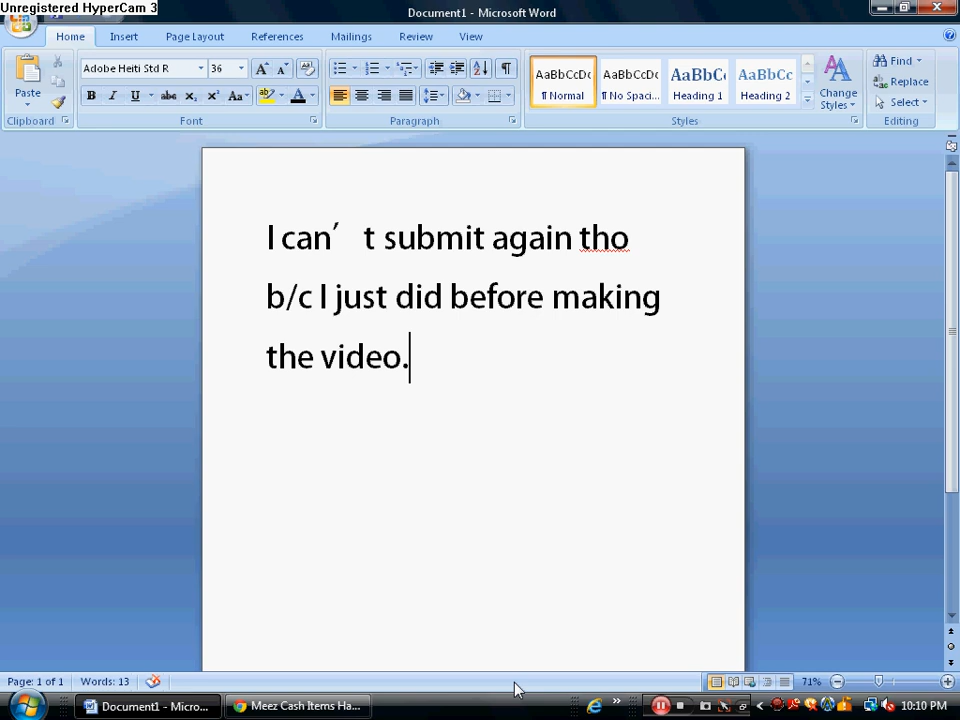 Unregistered HyperCam 3
Document1 - Microsoft Word
Home Insert Page Layout References Mailings Review View
Adobe Heiti Std R 36
AaBbCcDc AaBbCcDc AaBbC AaBbCc
Paste
¶ Normal ¶ No Spaci... Heading 1 Heading 2
Change Styles
Find
Replace
Select
Clipboard Font Paragraph Styles Editing
I can't submit again tho
b/c I just did before making
the video.
Page: 1 of 1 Words: 13 71%
Document1 - Micro... Meez Cash Items Ha... 10:10 PM